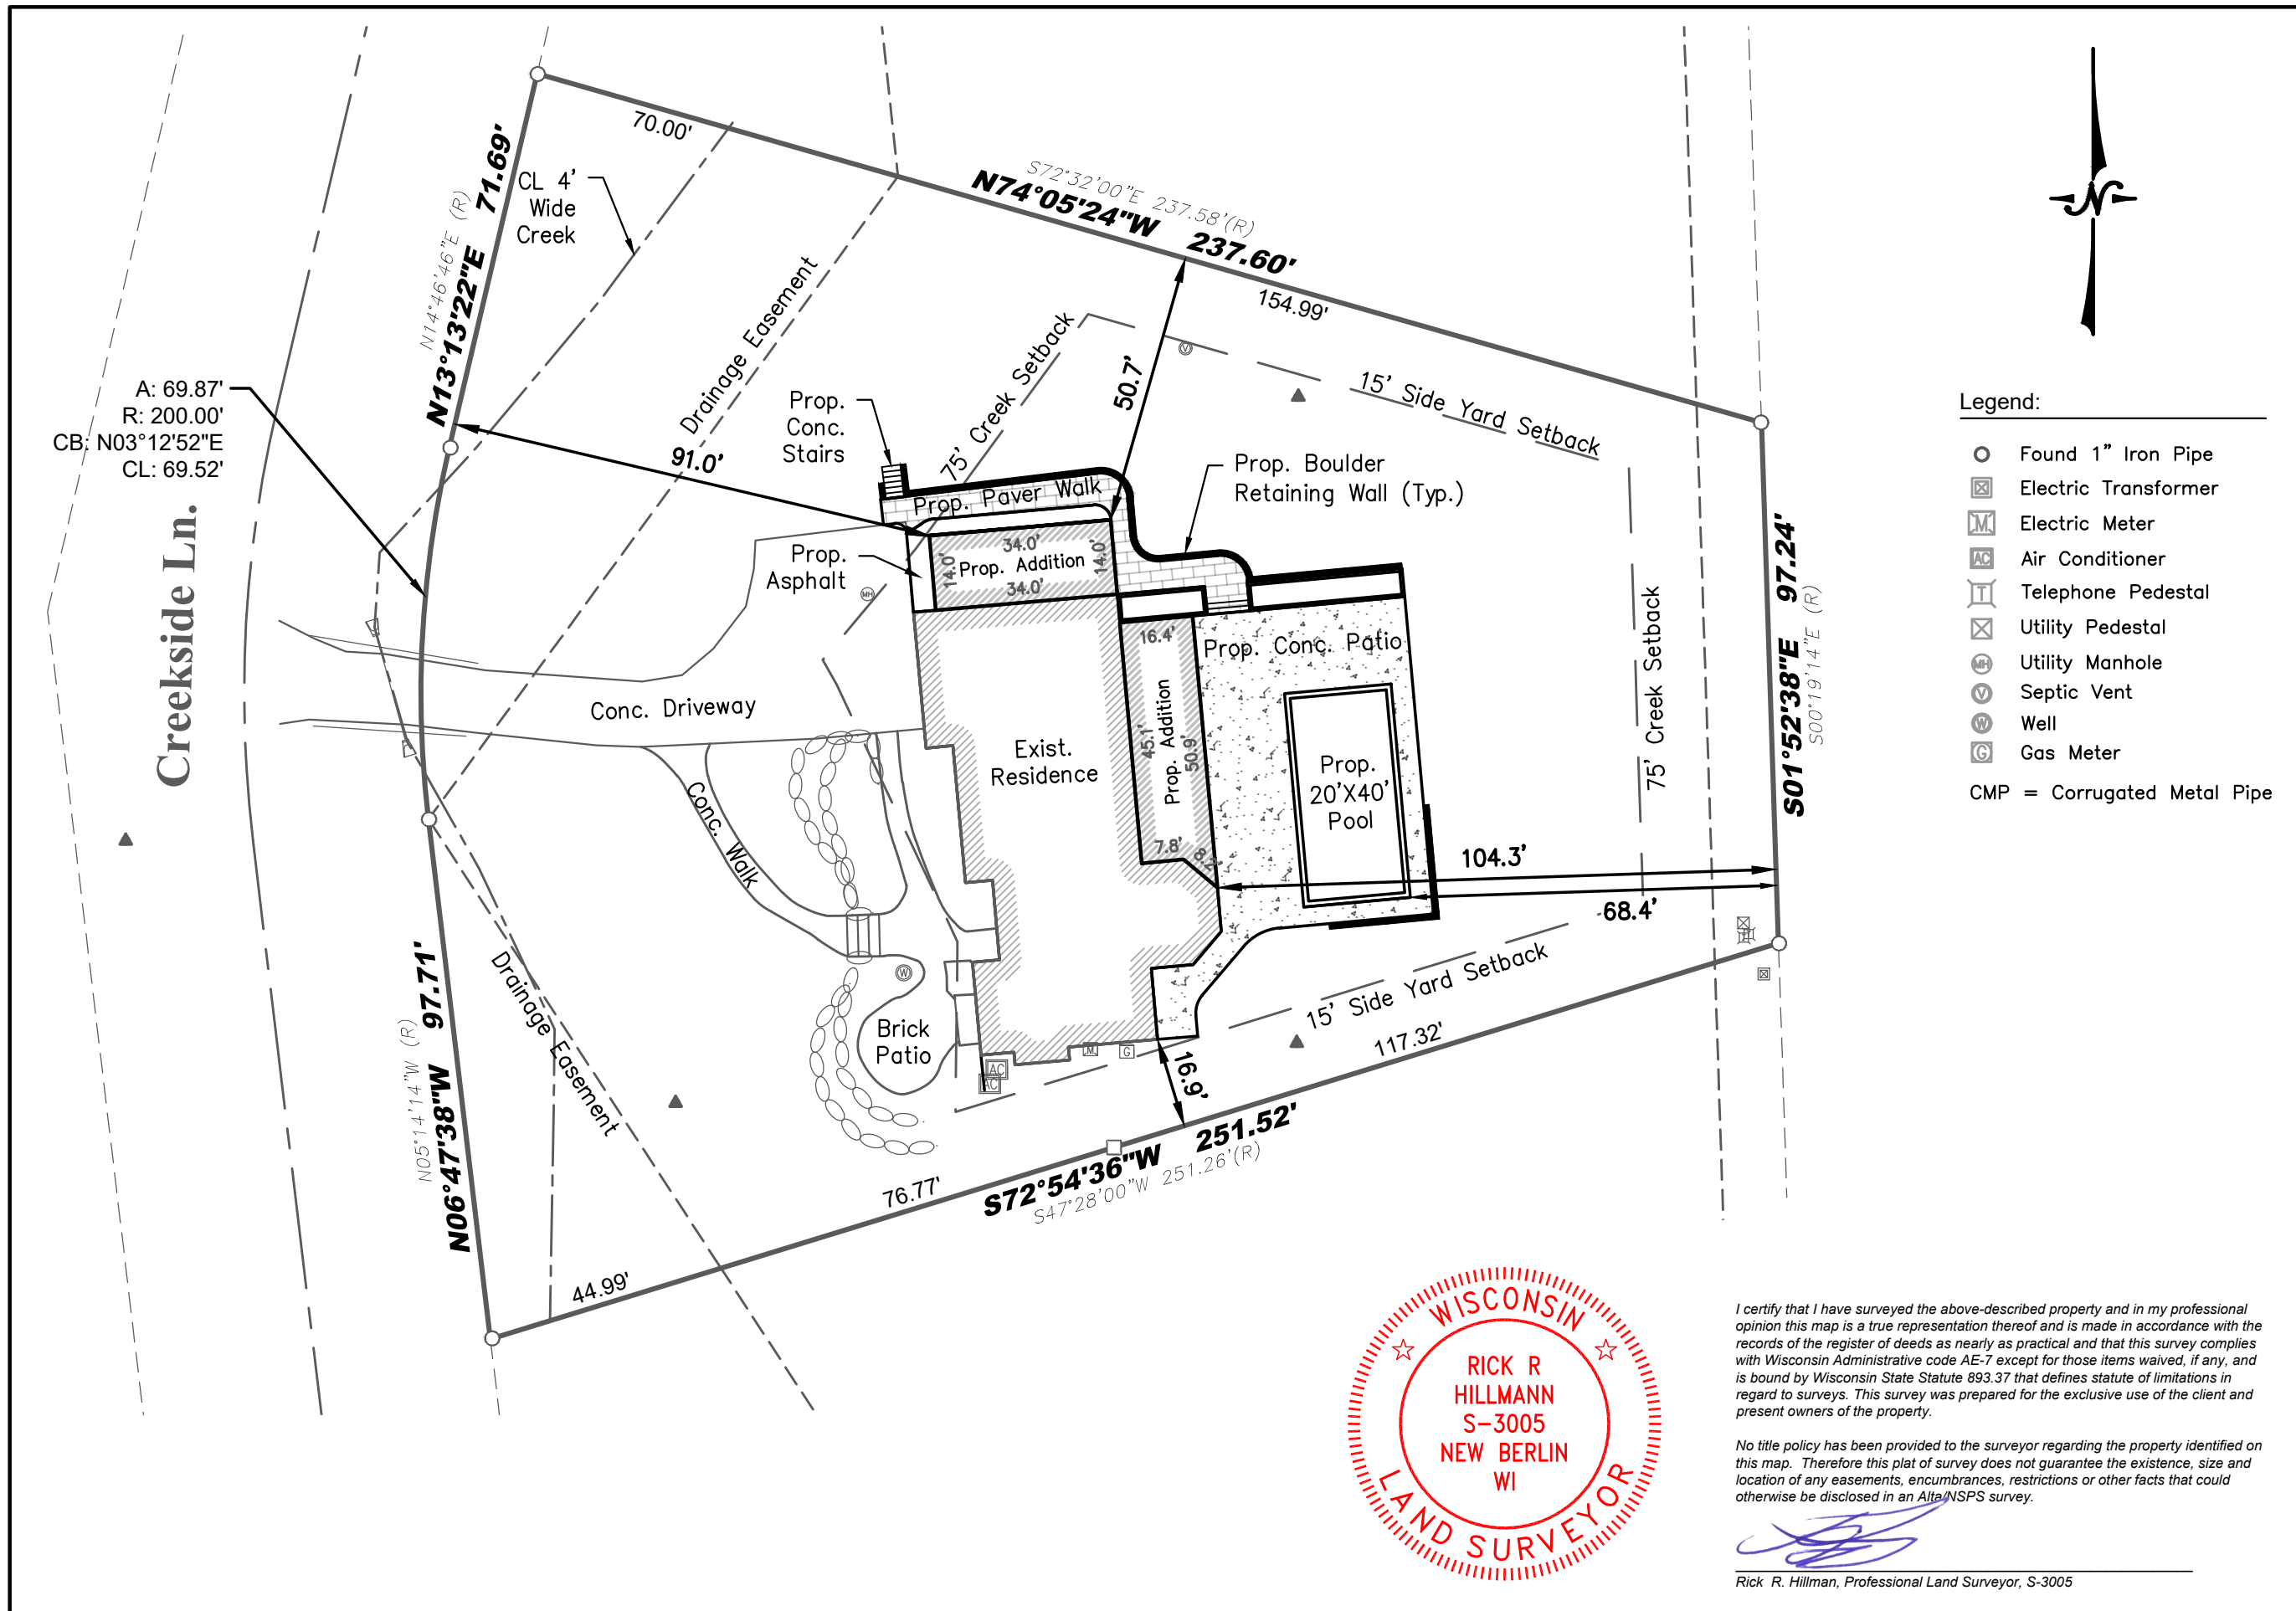 70.00'
CL 4'
Wide
Creek
N13°13'22"E 71.69'
N14°46'46"E (R)
S72°32'00"E 237.58'(R)
N74°05'24"W 237.60'
154.99'
Drainage Easement
75' Creek Setback
50.7'
15' Side Yard Setback
A: 69.87'
R: 200.00'
CB: N03°12'52"E
CL: 69.52'
91.0'
Prop.
Conc.
Stairs
Prop. Paver Walk
Prop. Boulder
Retaining Wall (Typ.)
Creekside Ln.
Prop.
Asphalt
MH
34.0'
14.0'
Prop. Addition
14.0'
34.0'
16.4'
Prop. Addition
45.1'
50.9'
7.8'
8.2'
Prop. Conc. Patio
Prop.
20'X40'
Pool
75' Creek Setback
S01°52'38"E 97.24'
S00°19'14"E (R)
Conc. Driveway
Exist.
Residence
Conc. Walk
104.3'
68.4'
W
Brick
Patio
AC
AC
M
G
V
T
15' Side Yard Setback
16.9'
117.32'
Drainage Easement
N06°47'38"W 97.71'
N05°14'14"W (R)
S72°54'36"W 251.52'
S47°28'00"W 251.26'(R)
76.77'
44.99'
N
Legend:
Found 1" Iron Pipe
Electric Transformer
M Electric Meter
AC Air Conditioner
T Telephone Pedestal
Utility Pedestal
MH Utility Manhole
V Septic Vent
W Well
G Gas Meter
CMP = Corrugated Metal Pipe
WISCONSIN
RICK R
HILLMANN
S-3005
NEW BERLIN
WI
LAND SURVEYOR
I certify that I have surveyed the above-described property and in my professional
opinion this map is a true representation thereof and is made in accordance with the
records of the register of deeds as nearly as practical and that this survey complies
with Wisconsin Administrative code AE-7 except for those items waived, if any, and
is bound by Wisconsin State Statute 893.37 that defines statute of limitations in
regard to surveys. This survey was prepared for the exclusive use of the client and
present owners of the property.
No title policy has been provided to the surveyor regarding the property identified on
this map. Therefore this plat of survey does not guarantee the existence, size and
location of any easements, encumbrances, restrictions or other facts that could
otherwise be disclosed in an Alta/NSPS survey.
Rick R. Hillman, Professional Land Surveyor, S-3005